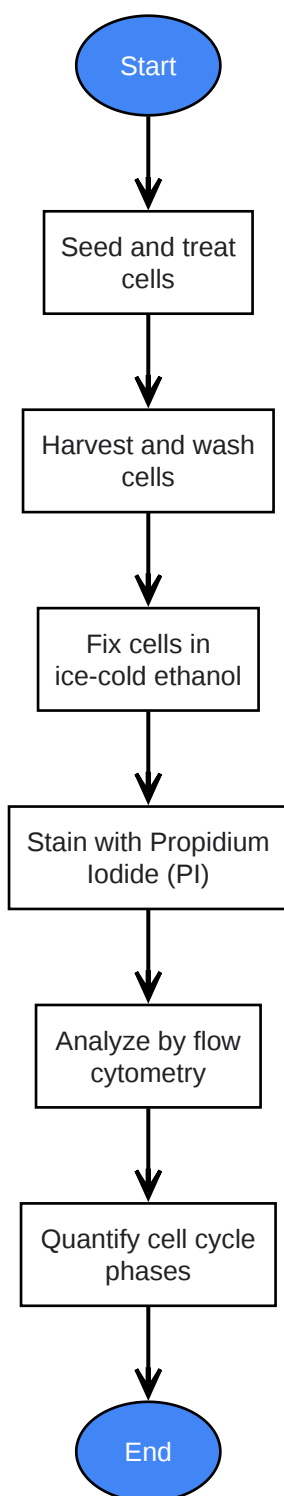 Start
Seed and treat
cells
Harvest and wash
cells
Fix cells in
ice-cold ethanol
Stain with Propidium
Iodide (PI)
Analyze by flow
cytometry
Quantify cell cycle
phases
End